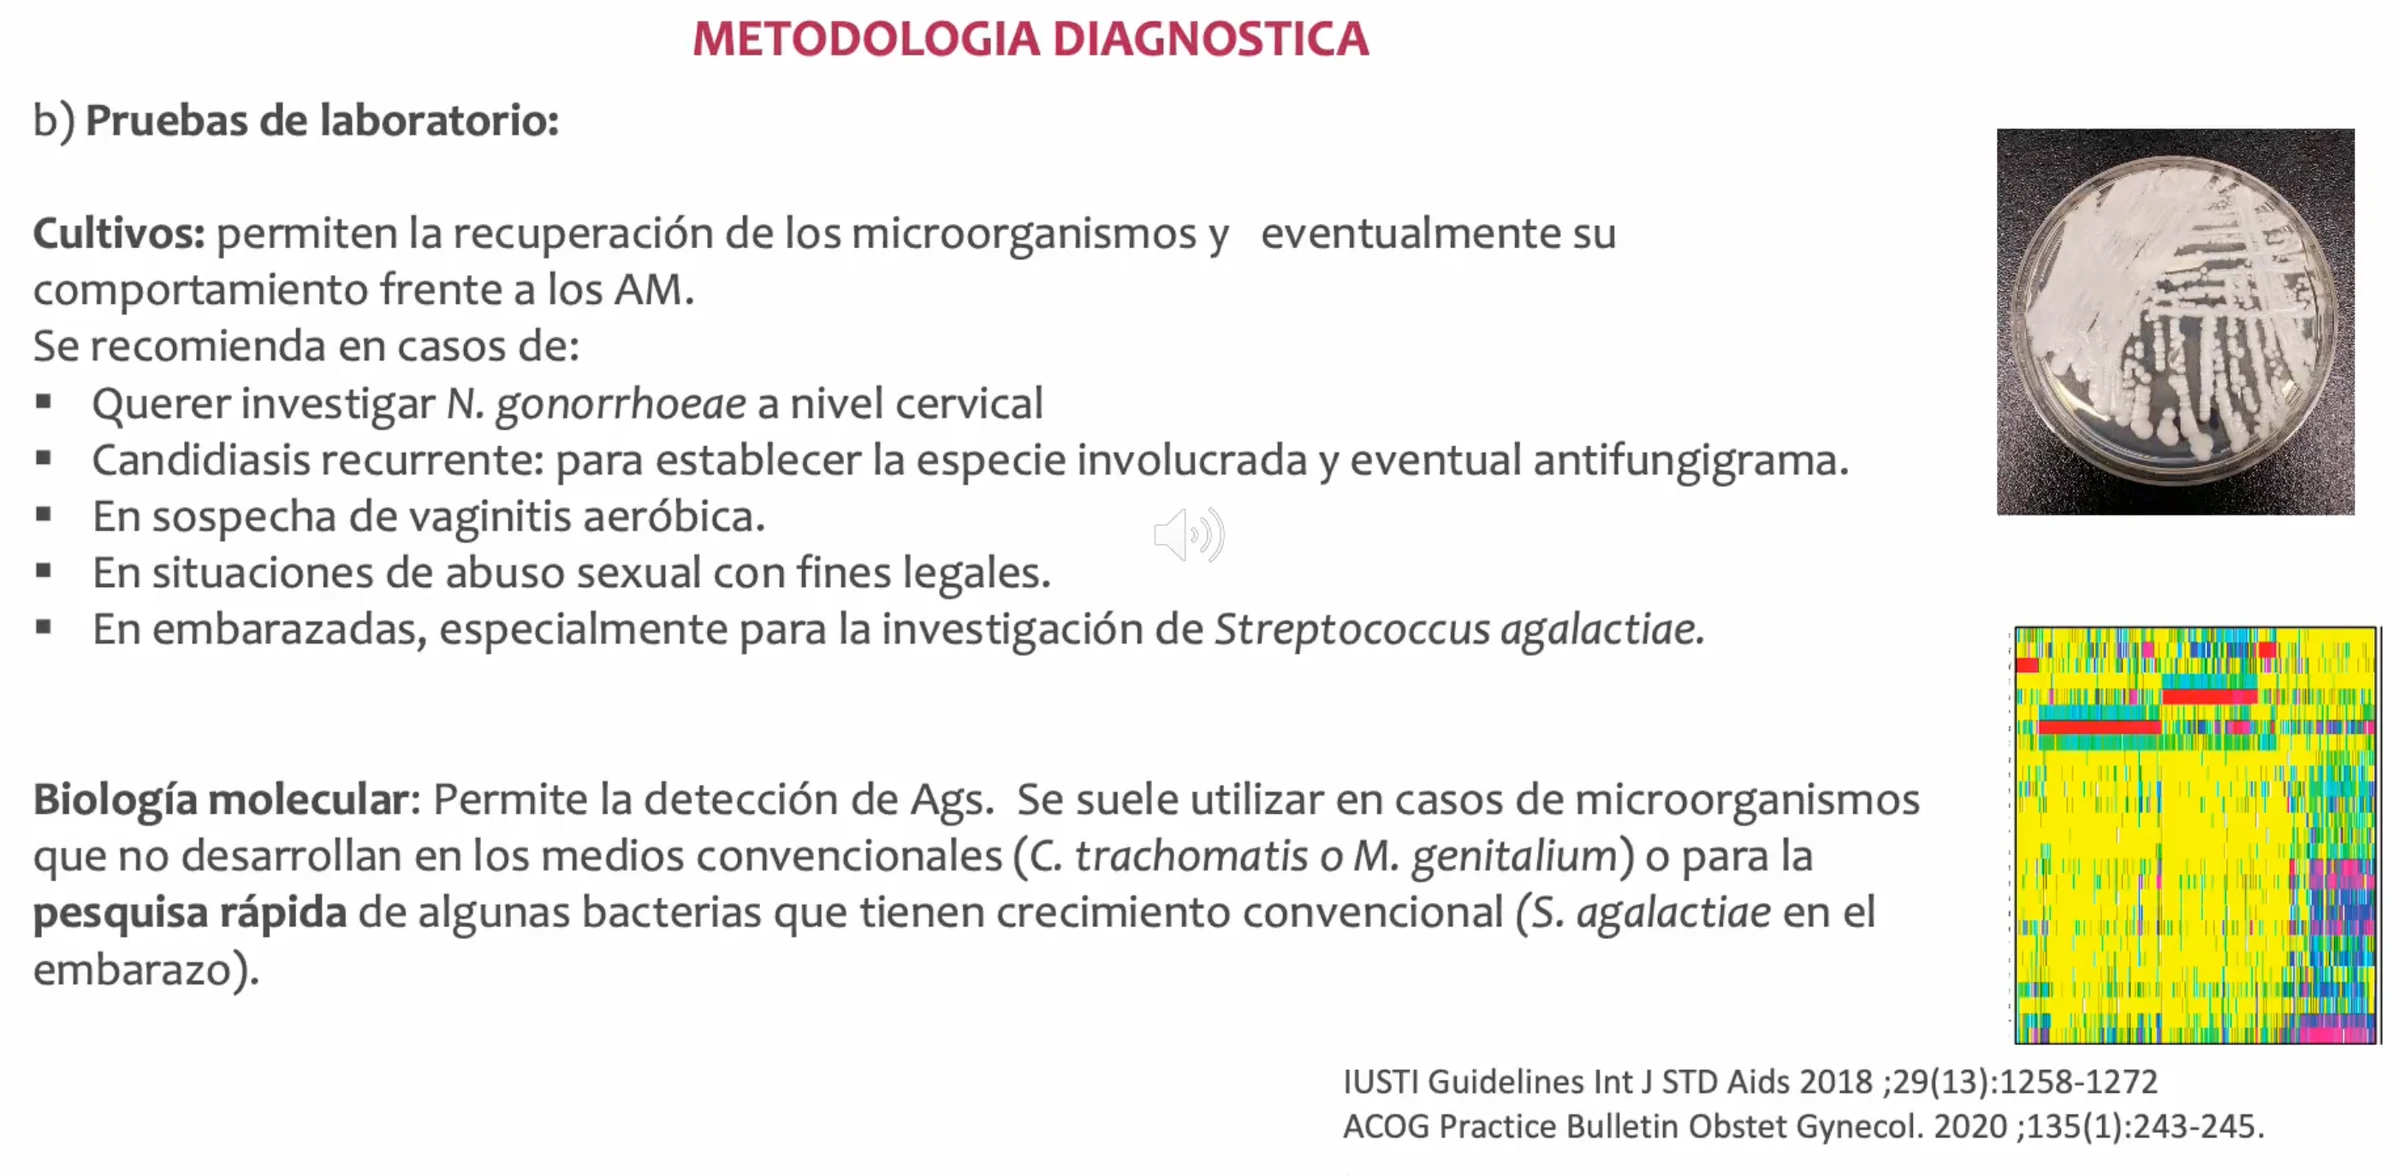 METODOLOGIA DIAGNOSTICA
b) Pruebas de laboratorio:
Cultivos: permiten la recuperación de los microorganismos y eventualmente su
comportamiento frente a los AM.
Se recomienda en casos de:
▪ Querer investigar N. gonorrhoeae a nivel cervical
▪ Candidiasis recurrente: para establecer la especie involucrada y eventual antifungigrama.
▪ En sospecha de vaginitis aeróbica.
▪ En situaciones de abuso sexual con fines legales.
▪ En embarazadas, especialmente para la investigación de Streptococcus agalactiae.
Biología molecular: Permite la detección de Ags. Se suele utilizar en casos de microorganismos
que no desarrollan en los medios convencionales (C. trachomatis o M. genitalium) o para la
pesquisa rápida de algunas bacterias que tienen crecimiento convencional (S. agalactiae en el
embarazo).
IUSTI Guidelines Int J STD Aids 2018 ;29(13):1258-1272
ACOG Practice Bulletin Obstet Gynecol. 2020 ;135(1):243-245.